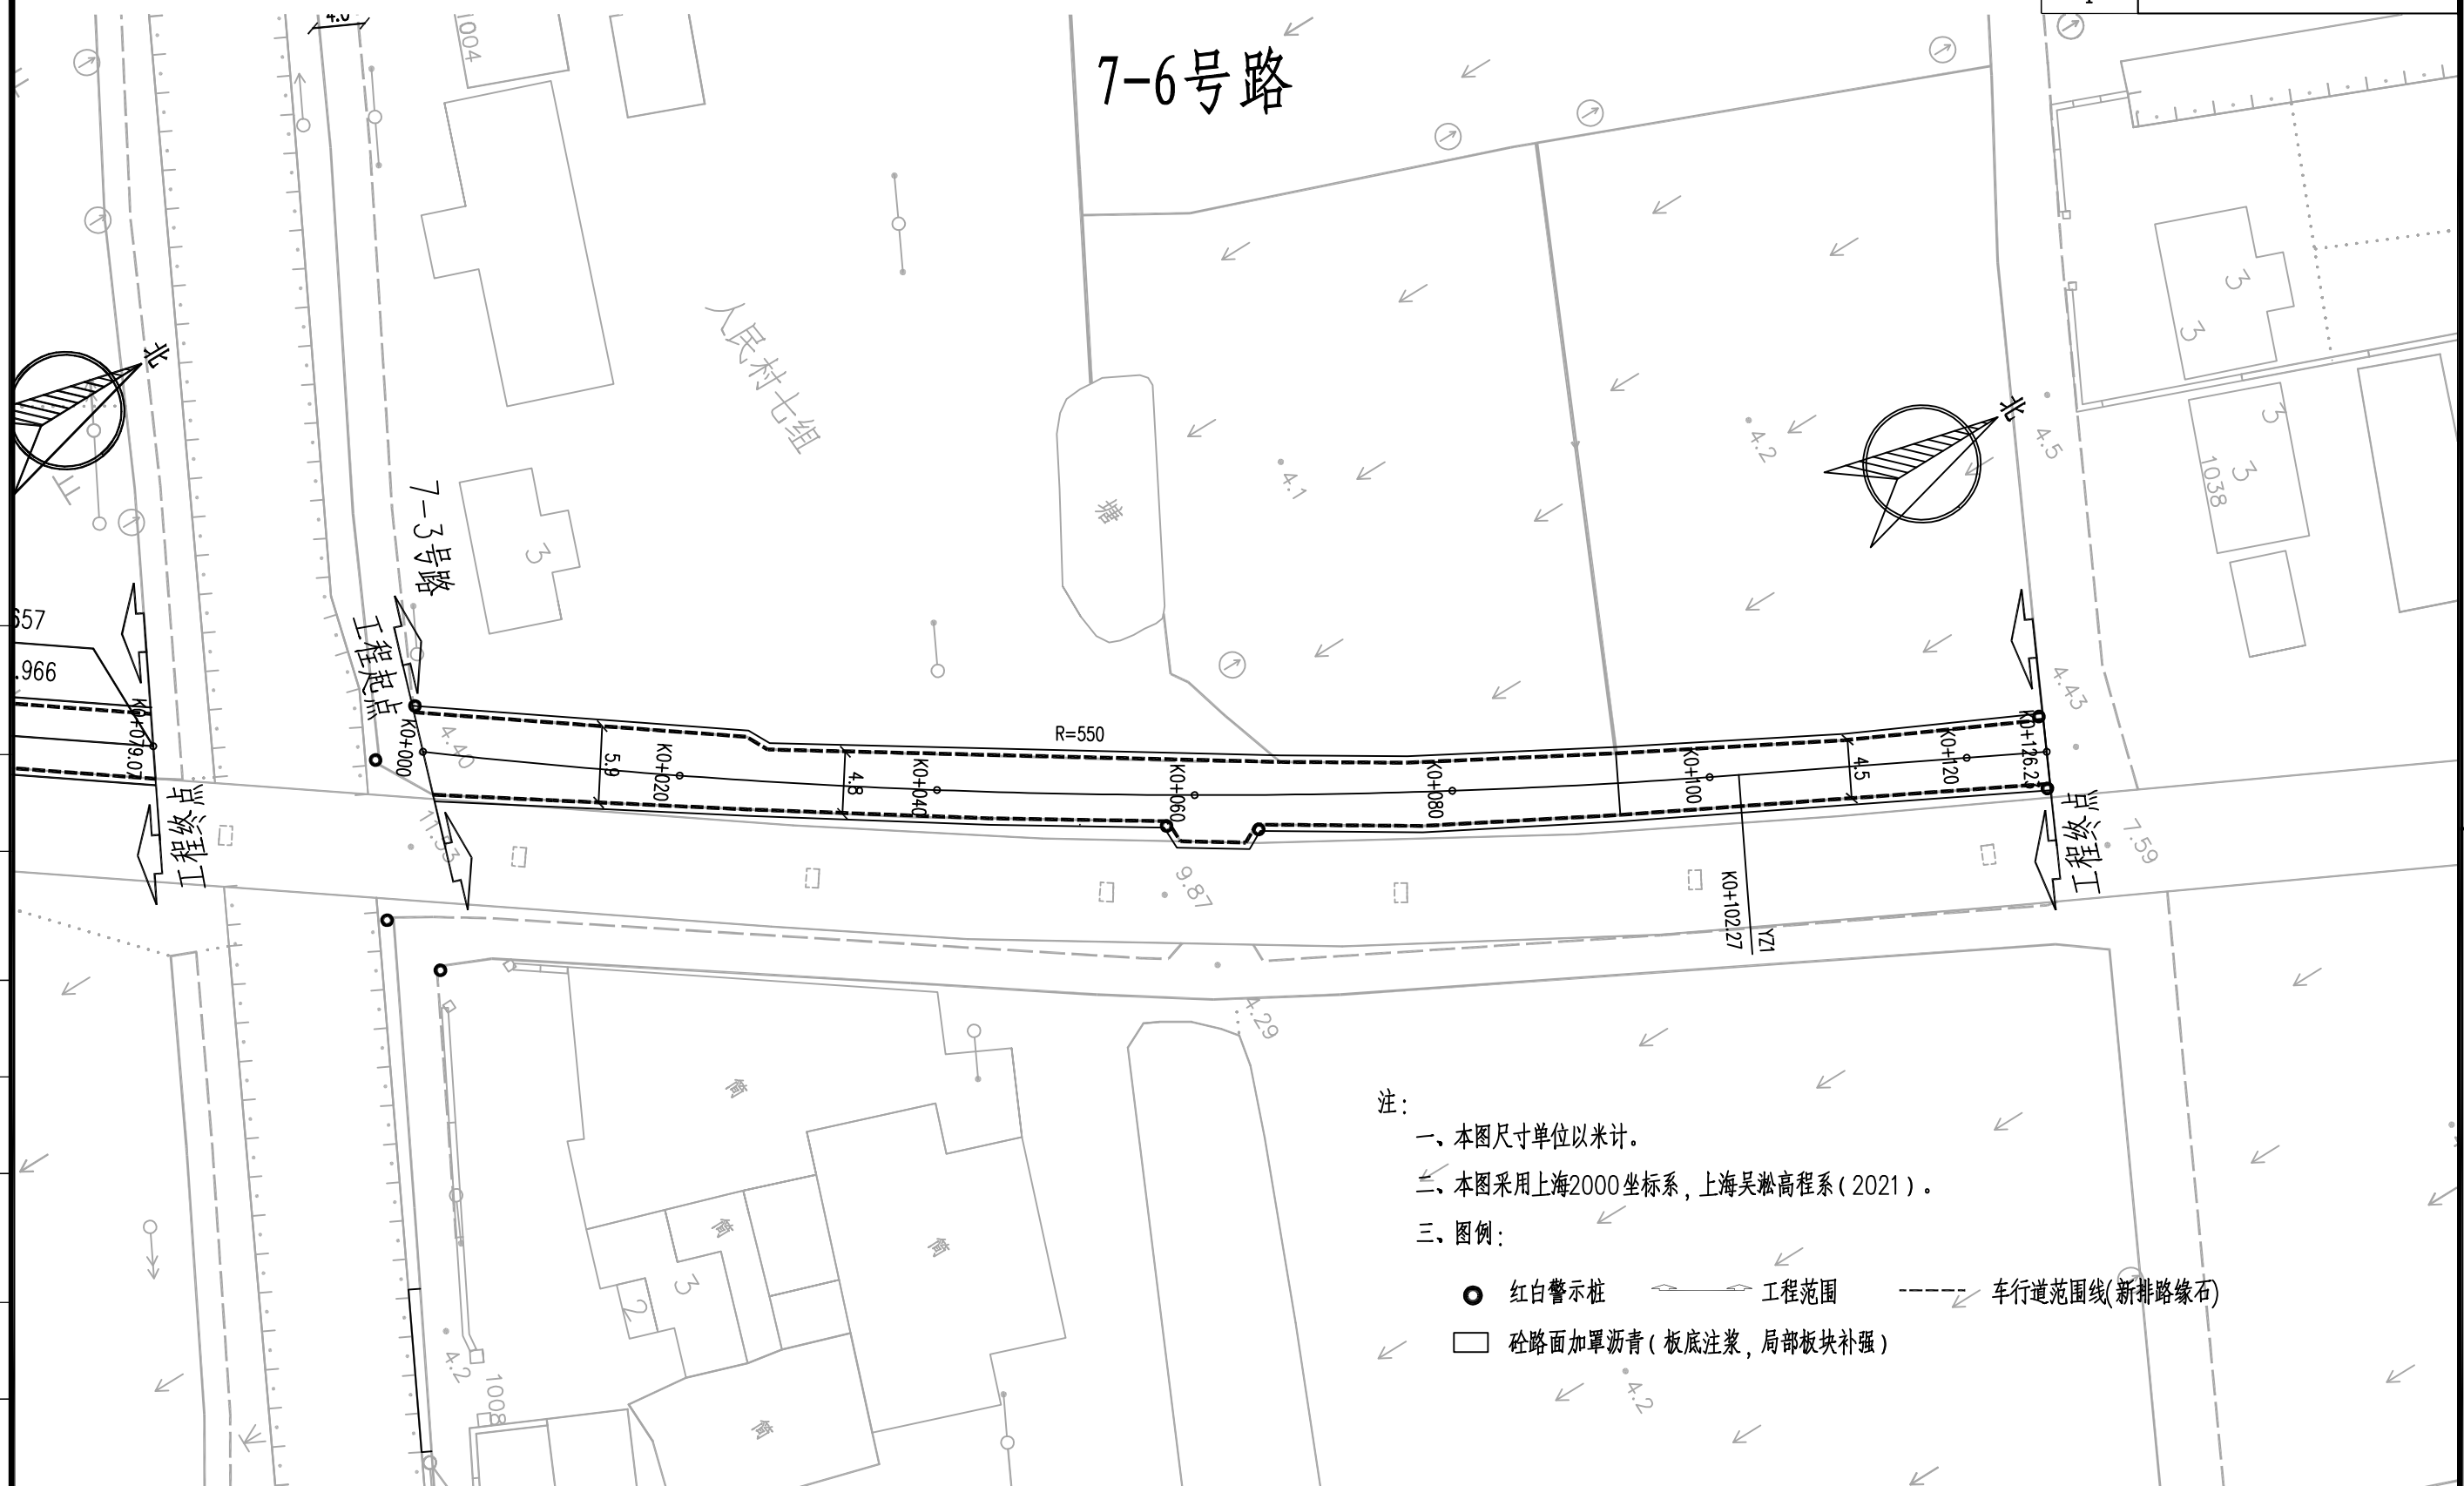 7-6号路
1004
人民村七组
7-3号路
3
塘
4.1
4.2
4.5
北
北
3
3
3
3
1038
657
.966
K0+079.07
工程终点
工程起点
K0+000
4.40
5.9
K0+020
4.8
K0+040
R=550
K0+060
K0+080
K0+100
4.5
K0+120
4.43
工程终点
7.59
9.87
K0+102.27
YZ1
4.29
2
3
4.2
1008
4.2
注：
一、本图尺寸单位以米计。
二、本图采用上海2000坐标系，上海吴淞高程系（2021）。
三、图例：
红白警示桩
工程范围
车行道范围线(新排路缘石)
砼路面加罩沥青（板底注浆，局部板块补强）